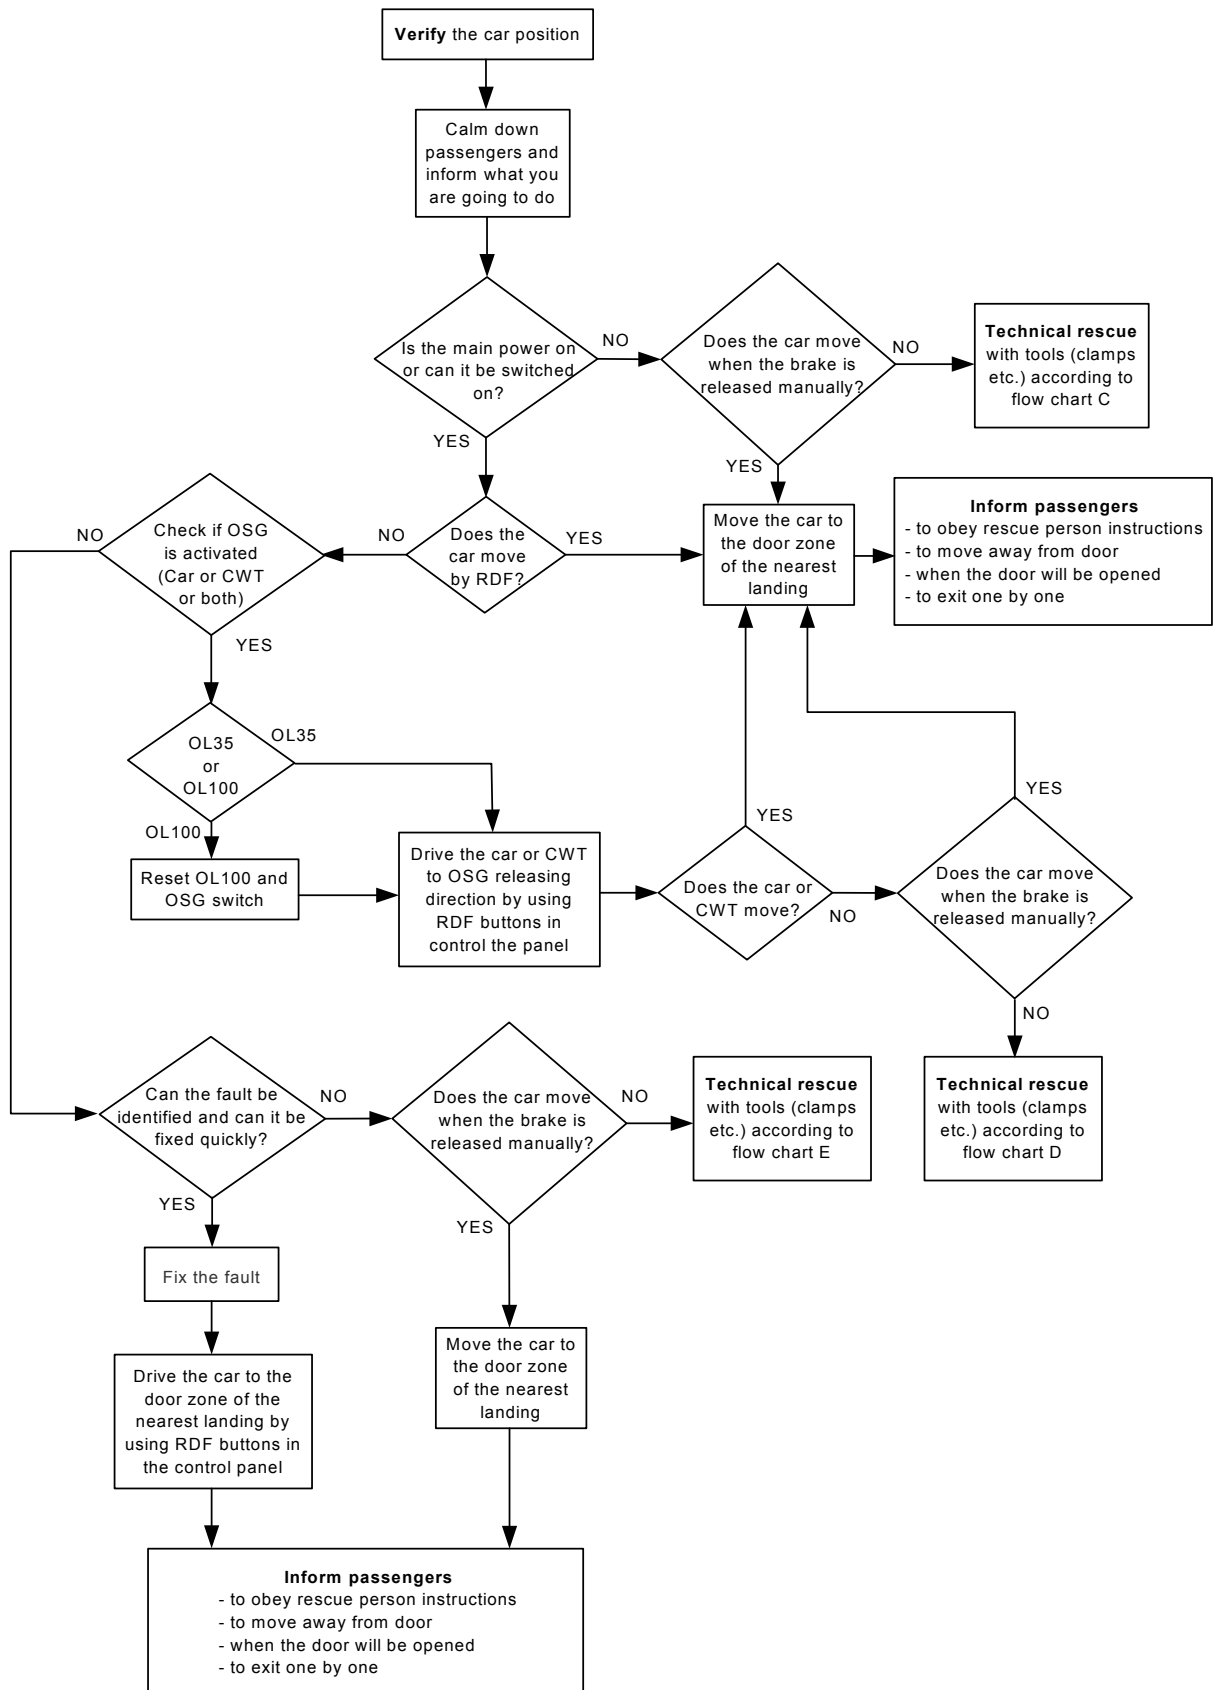 Verify the car position
Calm down
passengers and
inform what you
are going to do
Is the main power on
or can it be switched
on?
NO
YES
Does the car move
when the brake is
released manually?
NO
YES
Technical rescue
with tools (clamps
etc.) according to
flow chart C
Check if OSG
is activated
(Car or CWT
or both)
NO
YES
Does the
car move
by RDF?
NO
YES
Move the car to
the door zone
of the nearest
landing
Inform passengers
- to obey rescue person instructions
- to move away from door
- when the door will be opened
- to exit one by one
OL35
or
OL100
OL35
OL100
Reset OL100 and
OSG switch
Drive the car or CWT
to OSG releasing
direction by using
RDF buttons in
control the panel
Does the car or
CWT move?
YES
NO
Does the car move
when the brake is
released manually?
YES
NO
Technical rescue
with tools (clamps
etc.) according to
flow chart D
Can the fault be
identified and can it be
fixed quickly?
NO
YES
Does the car move
when the brake is
released manually?
NO
YES
Technical rescue
with tools (clamps
etc.) according to
flow chart E
Fix the fault
Drive the car to the
door zone of the
nearest landing by
using RDF buttons in
the control panel
Move the car to
the door zone
of the nearest
landing
Inform passengers
- to obey rescue person instructions
- to move away from door
- when the door will be opened
- to exit one by one